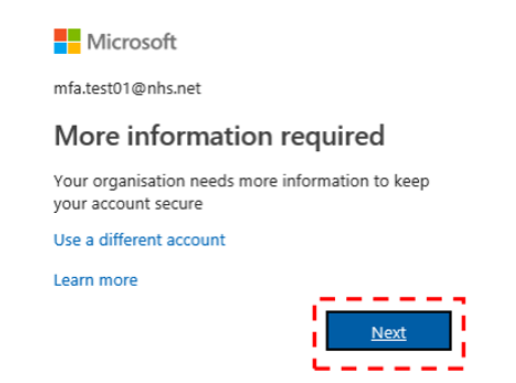 Microsoft
mfa.test01@nhs.net
More information required
Your organisation needs more information to keep
your account secure
Use a different account
Learn more
Next